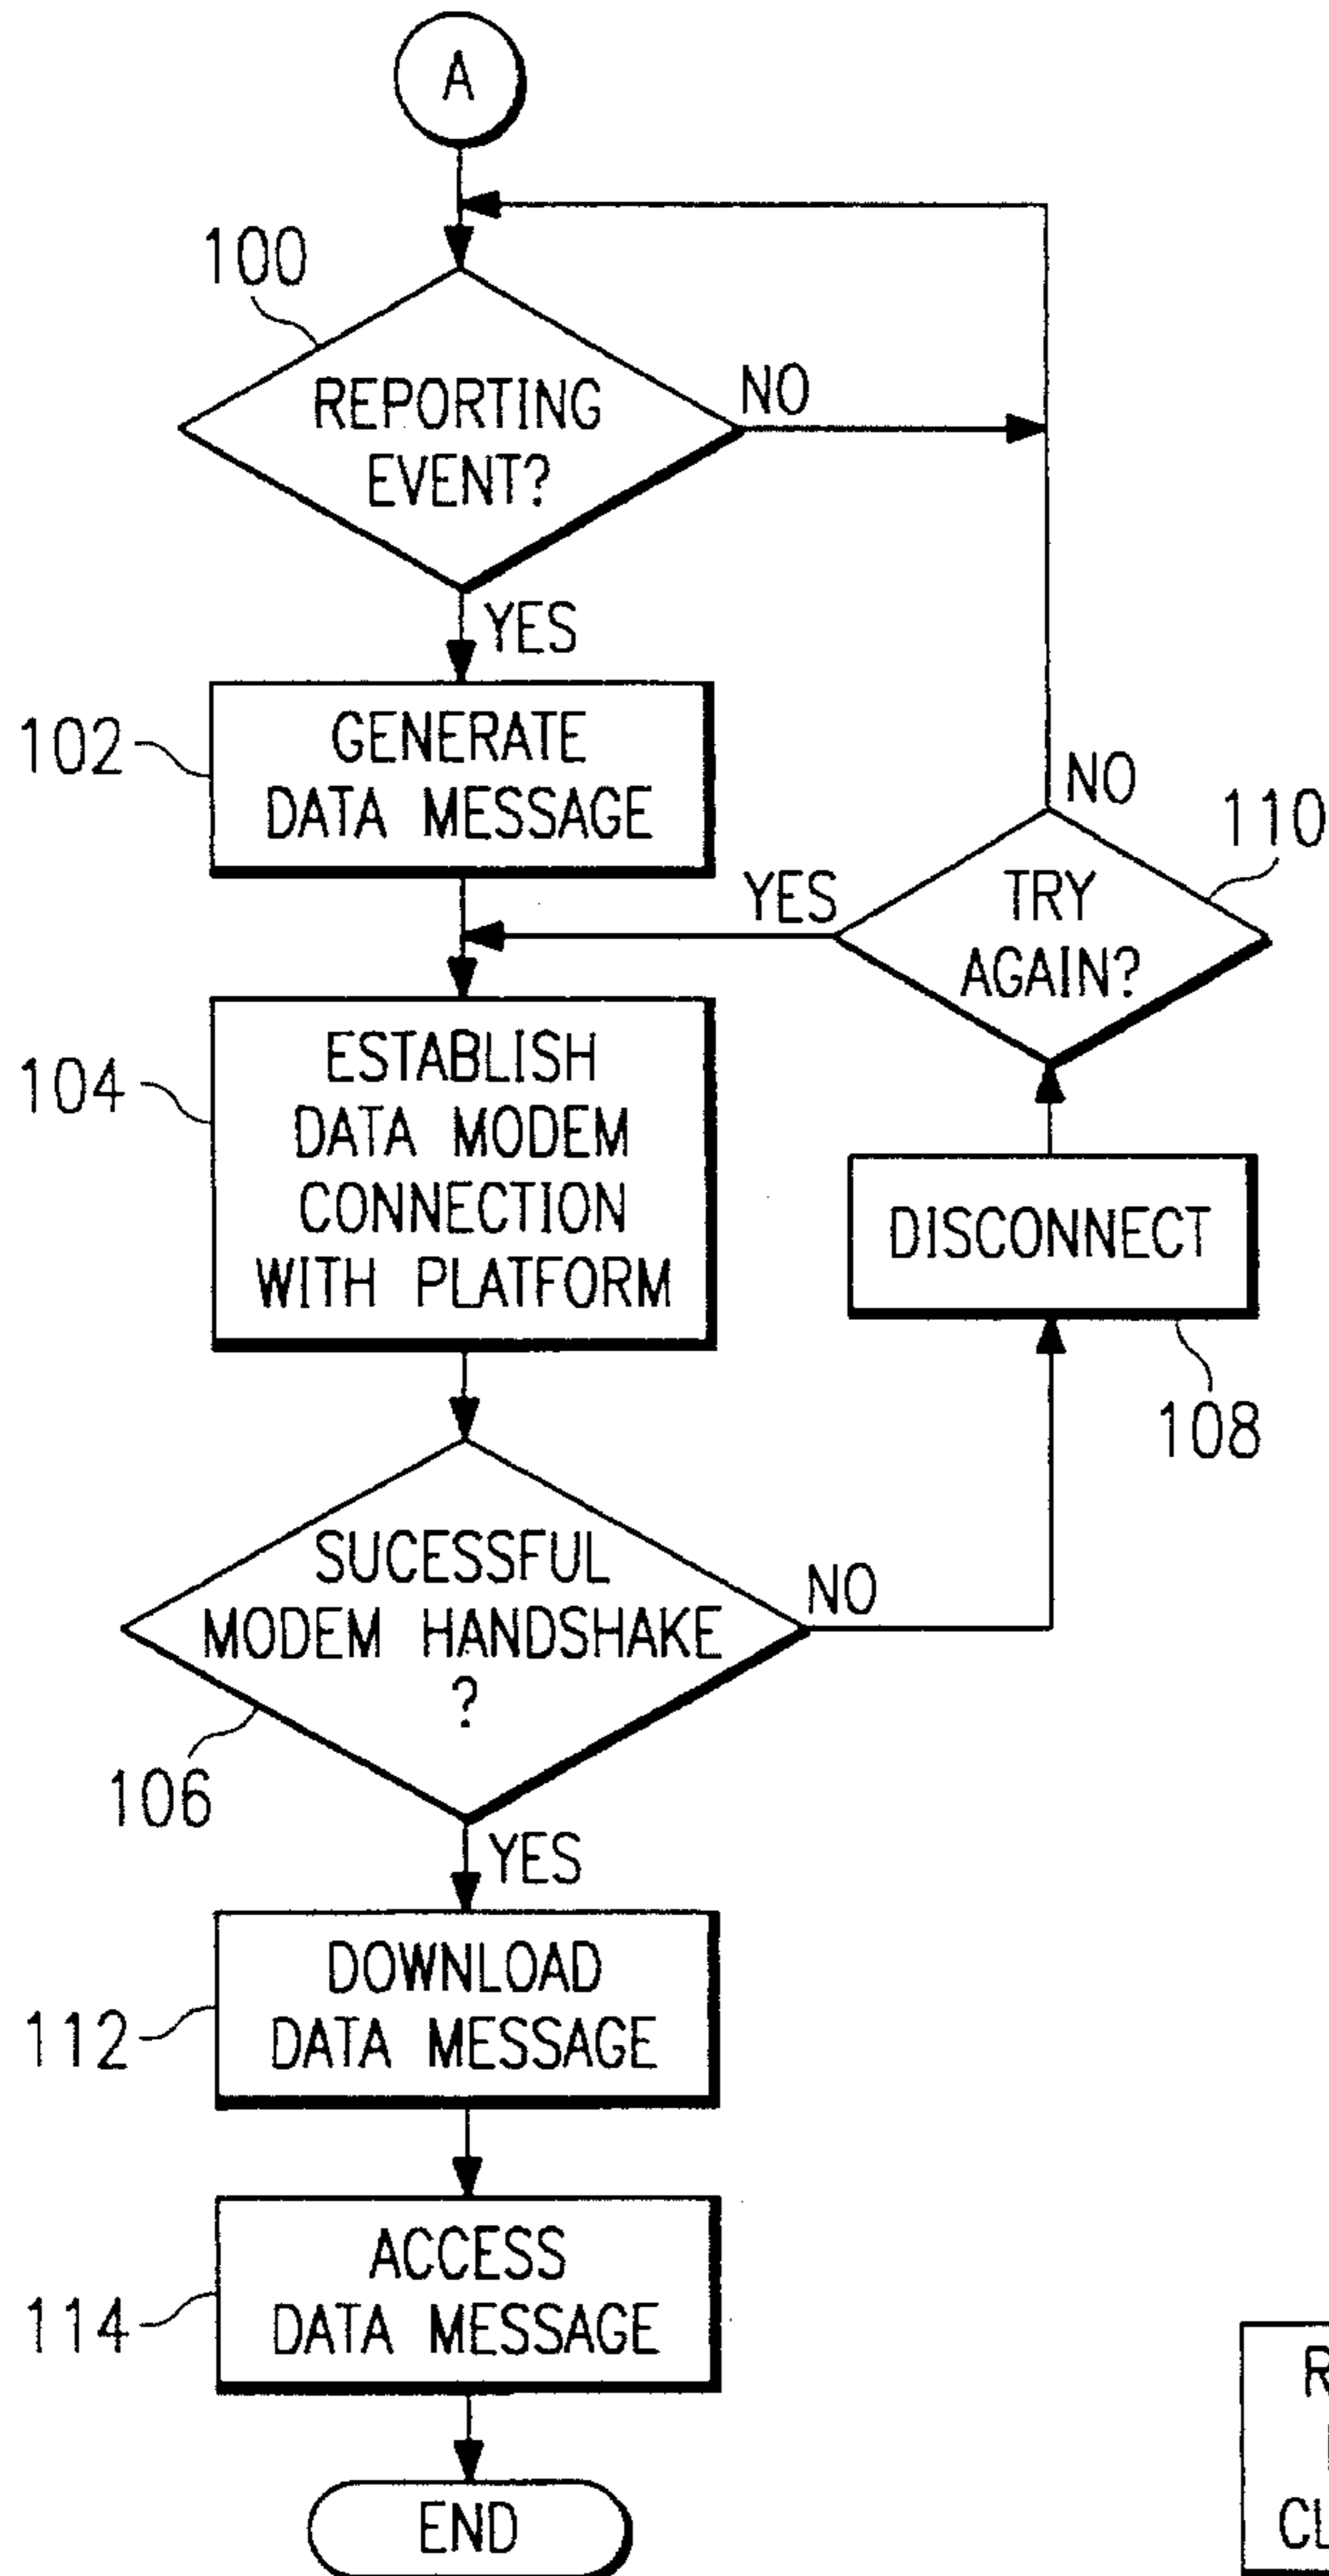 A
100
REPORTING
EVENT?
NO
YES
102
GENERATE
DATA MESSAGE
NO
110
YES
TRY
AGAIN?
104
ESTABLISH
DATA MODEM
CONNECTION
WITH PLATFORM
DISCONNECT
108
SUCESSFUL
MODEM HANDSHAKE
?
NO
106
YES
112
DOWNLOAD
DATA MESSAGE
114
ACCESS
DATA MESSAGE
END